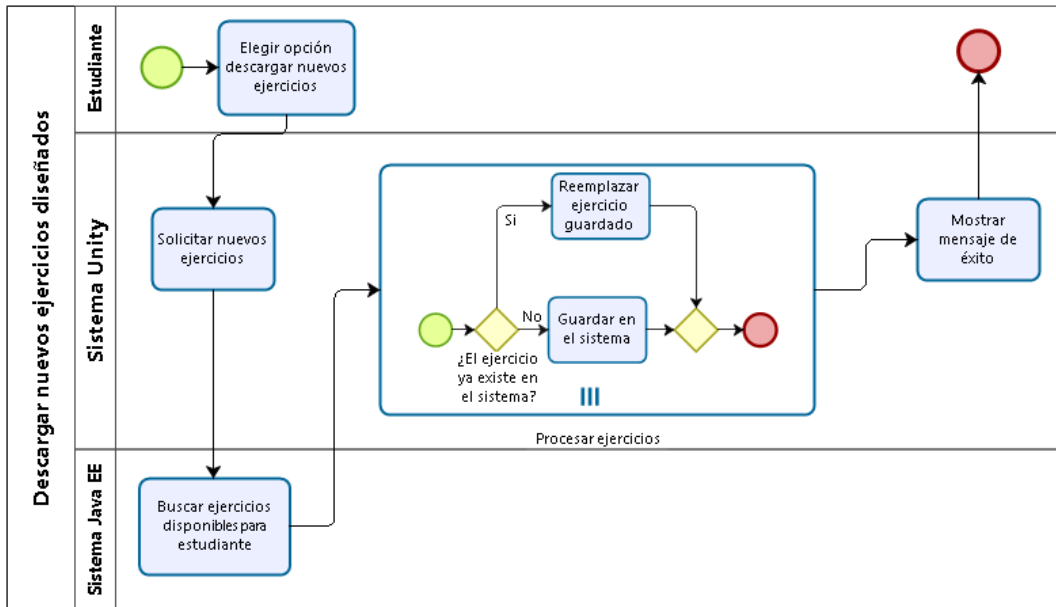 Descargar nuevos ejercicios diseñados
Estudiante
Elegir opción
descargar nuevos
ejercicios
Sistema Unity
Solicitar nuevos
ejercicios
Reemplazar
ejercicio
guardado
Si
No
Guardar en
el sistema
¿El ejercicio
ya existe en
el sistema?
Procesar ejercicios
Mostrar
mensaje de
éxito
Sistema Java EE
Buscar ejercicios
disponibles para
estudiante